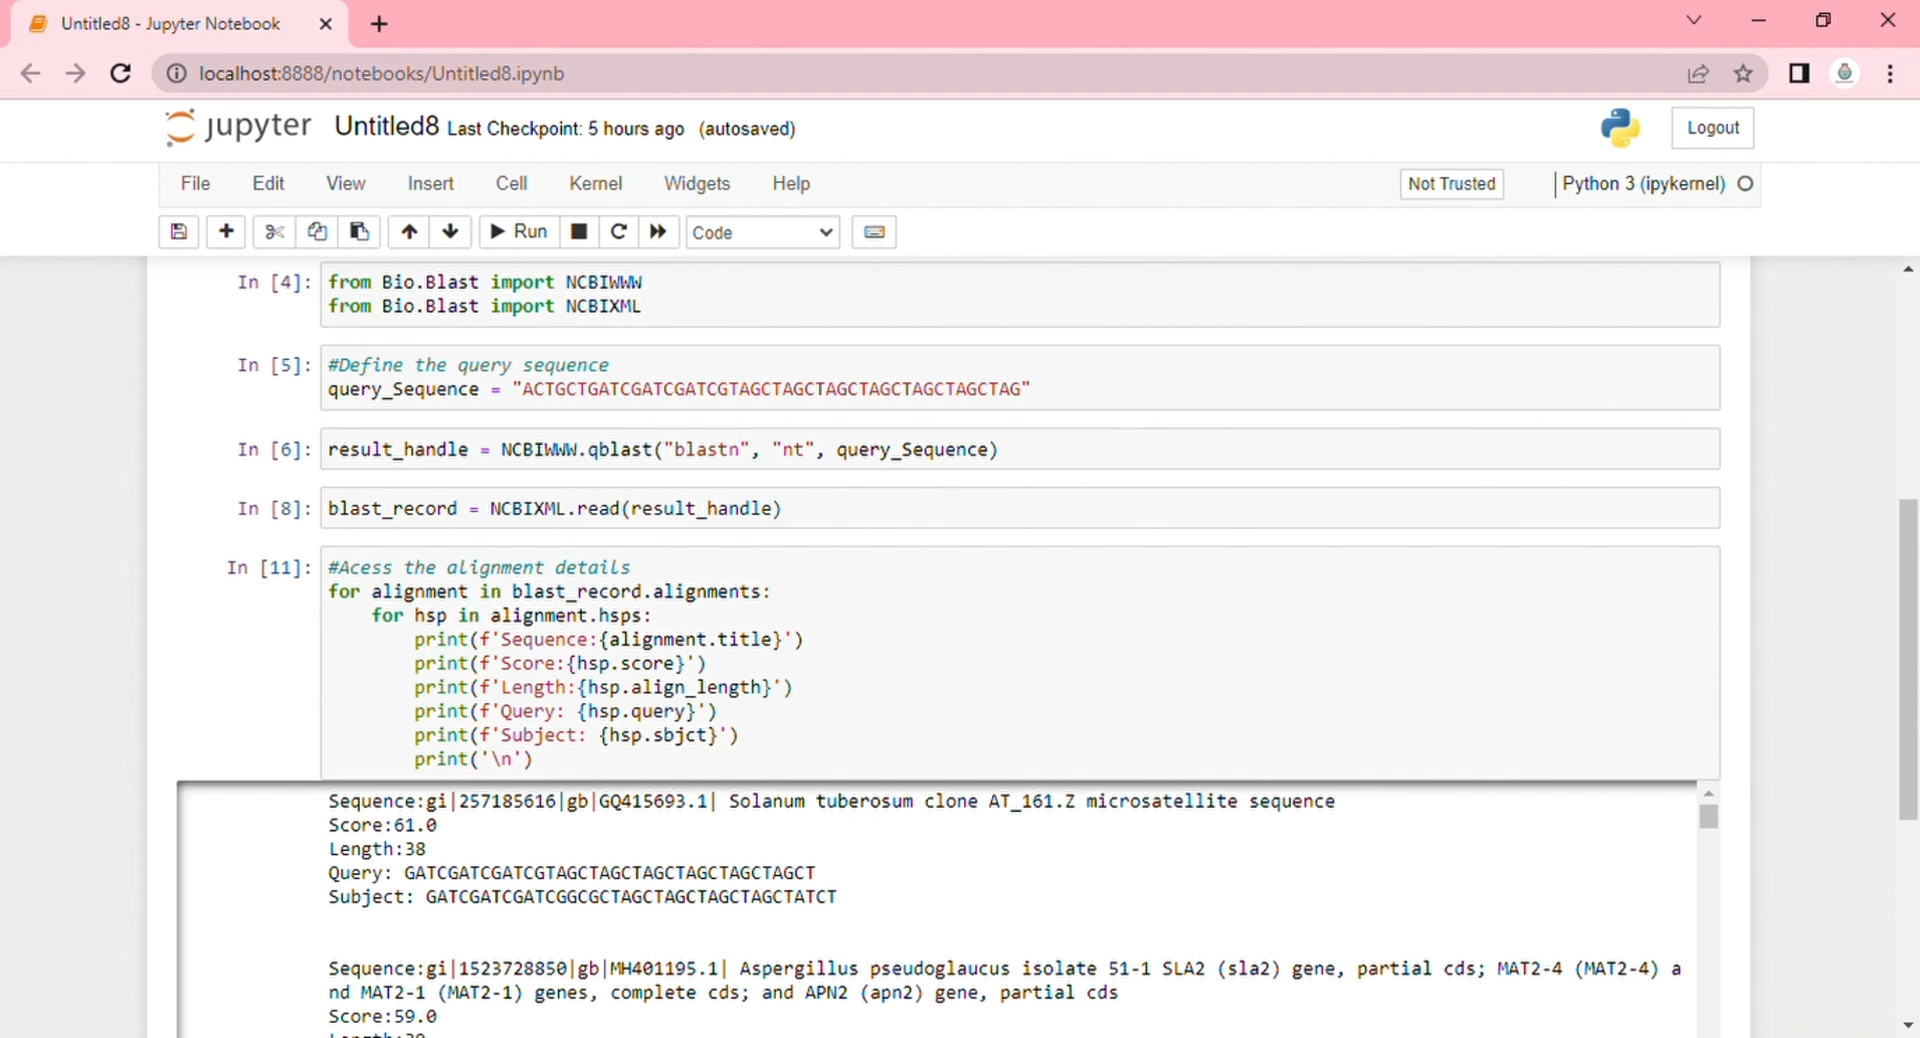 Untitled8 - Jupyter Notebook
localhost:8888/notebooks/Untitled8.ipynb
jupyter Untitled8 Last Checkpoint: 5 hours ago (autosaved)
Logout
File Edit View Insert Cell Kernel Widgets Help
Not Trusted
Python 3 (ipykernel)
Run
Code
In [4]: from Bio.Blast import NCBIWWW
from Bio.Blast import NCBIXML
In [5]: #Define the query sequence
query_Sequence = "ACTGCTGATCGATCGATCGTAGCTAGCTAGCTAGCTAGCTAGCTAG"
In [6]: result_handle = NCBIWWW.qblast("blastn", "nt", query_Sequence)
In [8]: blast_record = NCBIXML.read(result_handle)
In [11]: #Acess the alignment details
for alignment in blast_record.alignments:
    for hsp in alignment.hsps:
        print(f'Sequence:{alignment.title}')
        print(f'Score:{hsp.score}')
        print(f'Length:{hsp.align_length}')
        print(f'Query: {hsp.query}')
        print(f'Subject: {hsp.sbjct}')
        print('\n')
Sequence:gi|257185616|gb|GQ415693.1| Solanum tuberosum clone AT_161.Z microsatellite sequence
Score:61.0
Length:38
Query: GATCGATCGATCGTAGCTAGCTAGCTAGCTAGCTAGCT
Subject: GATCGATCGATCGGCGCTAGCTAGCTAGCTAGCTATCT
Sequence:gi|1523728850|gb|MH401195.1| Aspergillus pseudoglaucus isolate 51-1 SLA2 (sla2) gene, partial cds; MAT2-4 (MAT2-4) a
nd MAT2-1 (MAT2-1) genes, complete cds; and APN2 (apn2) gene, partial cds
Score:59.0